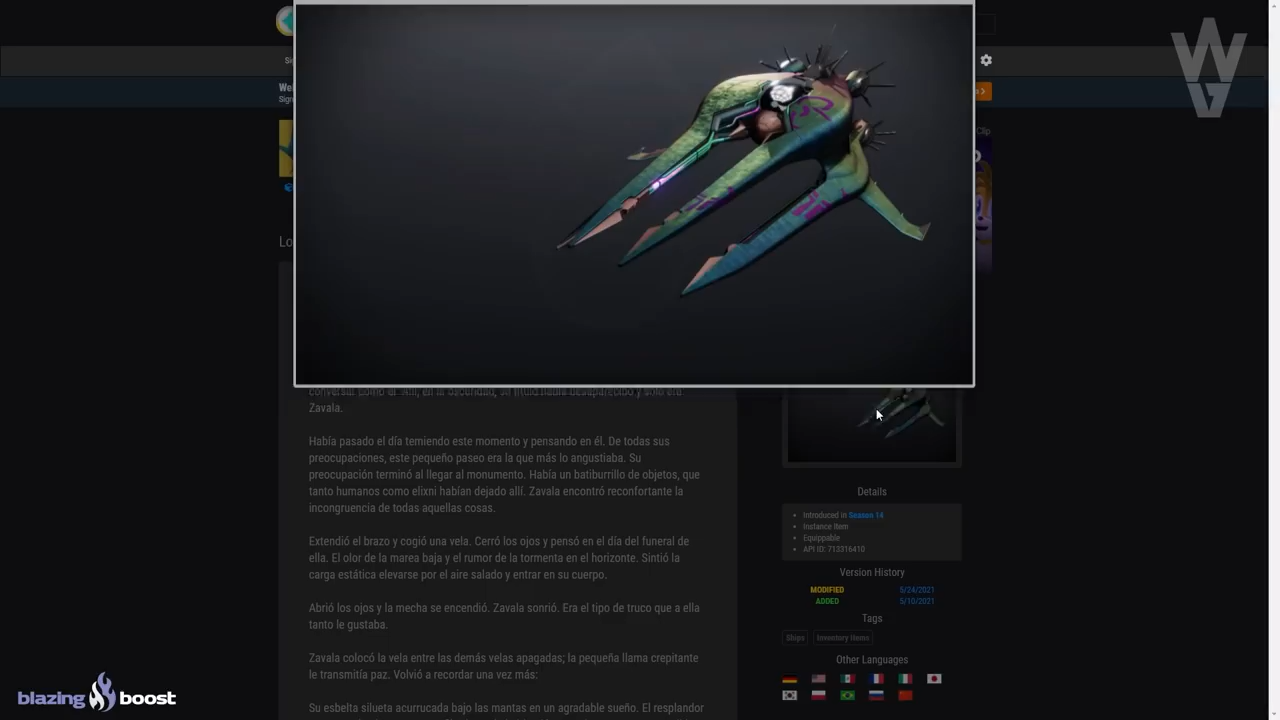 Clip
Zavala.
Había pasado el día temiendo este momento y pensando en él. De todas sus
preocupaciones, este pequeño paseo era la que más lo angustiaba. Su
preocupación terminó al llegar al monumento. Había un batiburrillo de objetos, que
tanto humanos como elixni habían dejado allí. Zavala encontró reconfortante la
incongruencia de todas aquellas cosas.
Extendió el brazo y cogió una vela. Cerró los ojos y pensó en el día del funeral de
ella. El olor de la marea baja y el rumor de la tormenta en el horizonte. Sintió la
carga estática elevarse por el aire salado y entrar en su cuerpo.
Abrió los ojos y la mecha se encendió. Zavala sonrió. Era el tipo de truco que a ella
tanto le gustaba.
Zavala colocó la vela entre las demás velas apagadas; la pequeña llama crepitante
le transmitía paz. Volvió a recordar una vez más:
Su esbelta silueta acurrucada bajo las mantas en un agradable sueño. El resplandor
Details
Introduced in Season 14
Instance Item
Equippable
API ID: 713316410
Version History
MODIFIED 5/24/2021
ADDED 5/10/2021
Tags
Ships Inventory Items
Other Languages
blazing boost